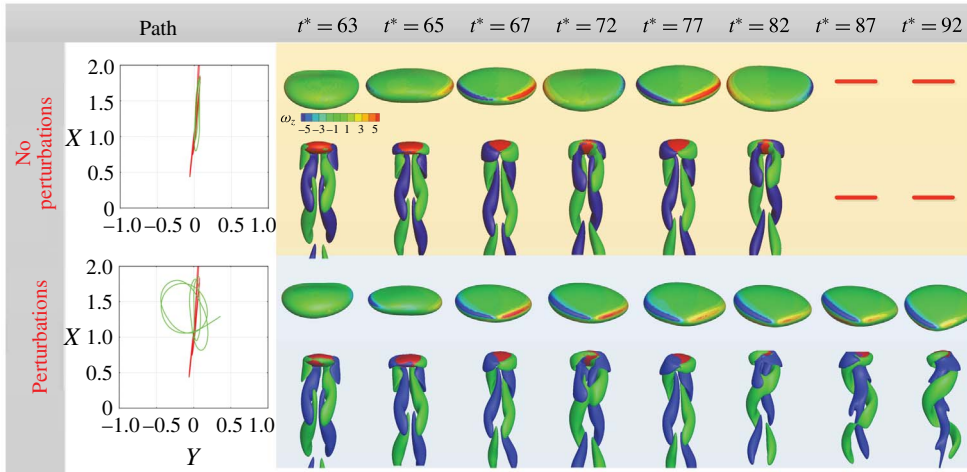 Path t* = 63 t* = 65 t* = 67 t* = 72 t* = 77 t* = 82 t* = 87 t* = 92
No perturbations
2.0
1.5
X 1.0
0.5
0
−1.0 −0.5 0 0.5 1.0
ω_z
−5 −3 −1 1 3 5
Perturbations
2.0
1.5
X 1.0
0.5
0
−1.0 −0.5 0 0.5 1.0
Y